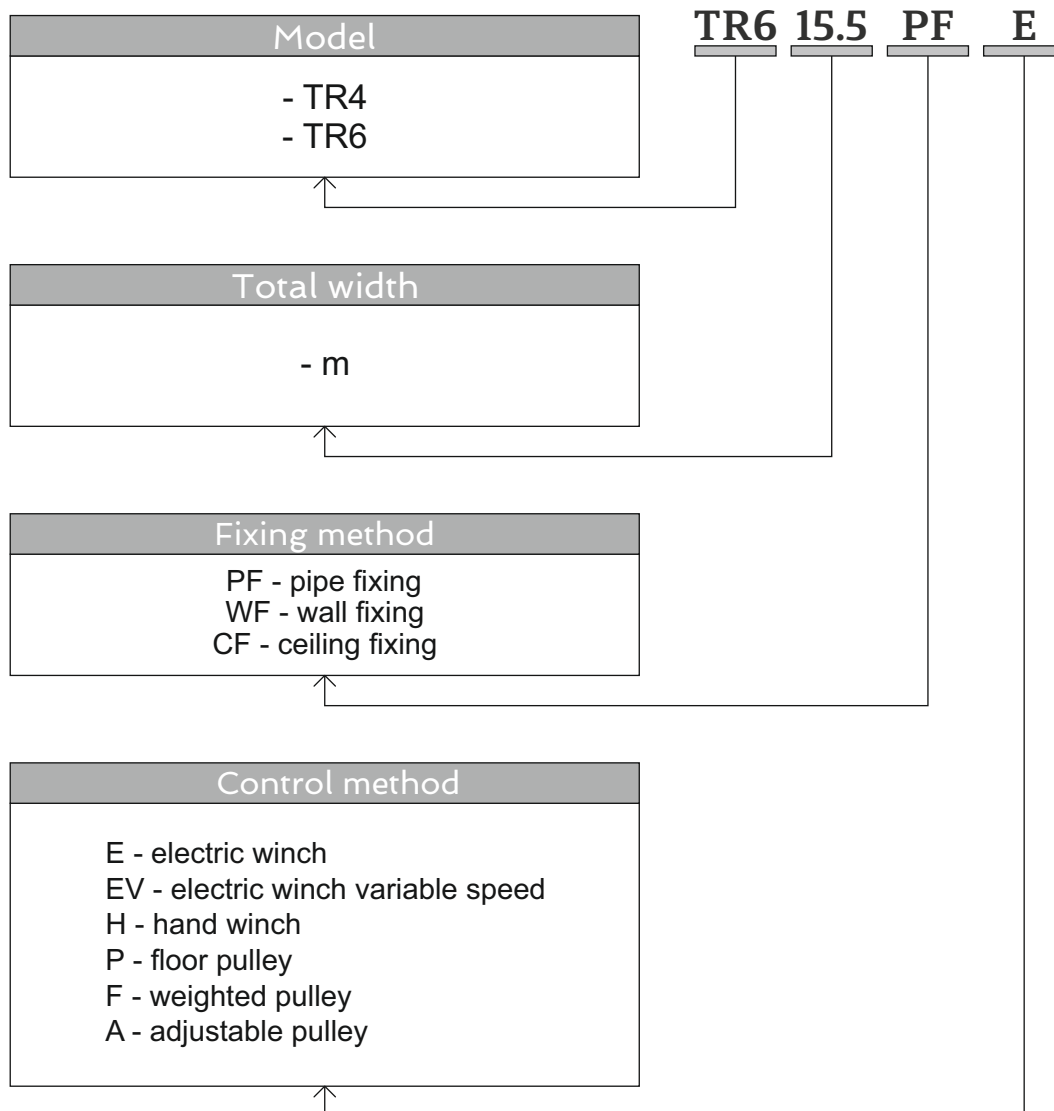 TR6 15.5 PF E
Model
- TR4
- TR6
Total width
- m
Fixing method
PF - pipe fixing
WF - wall fixing
CF - ceiling fixing
Control method
E - electric winch
EV - electric winch variable speed
H - hand winch
P - floor pulley
F - weighted pulley
A - adjustable pulley